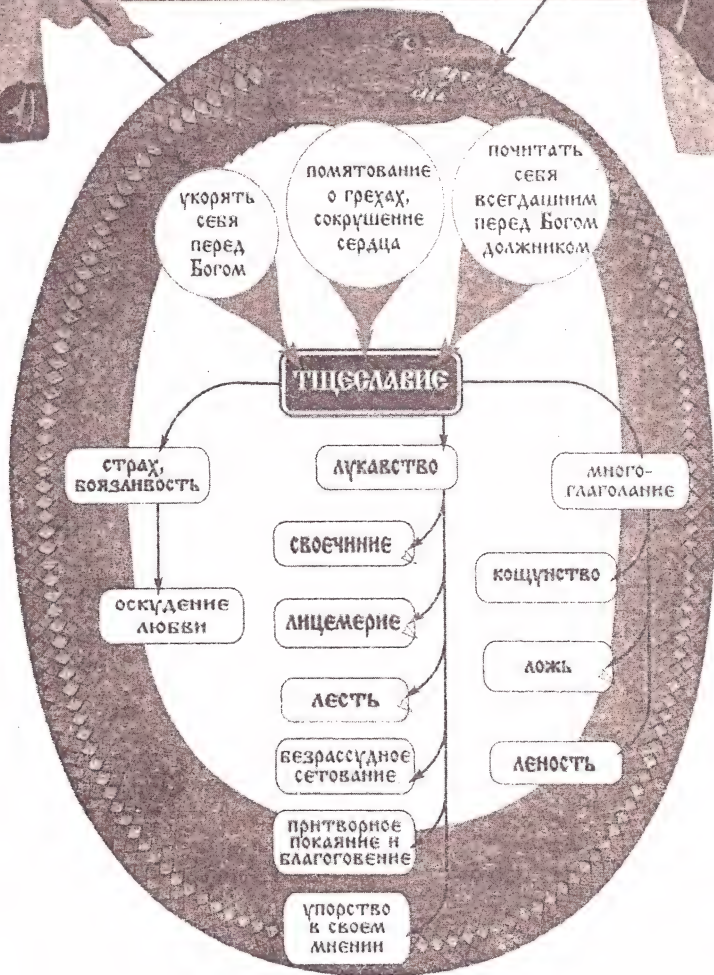 укорять
себя
перед
Богом
помятование
о грехах,
сокрушение
сердца
почитать
себя
всегдашним
перед Богом
должником
ТЩЕСЛАВИЕ
страх,
боязливость
оскудение
любви
лукавство
своечиние
лицемерие
лесть
безрассудное
сетование
притворное
покаяние и
благоговение
упорство
в своем
мнении
много-
глаголание
кощунство
ложь
леность